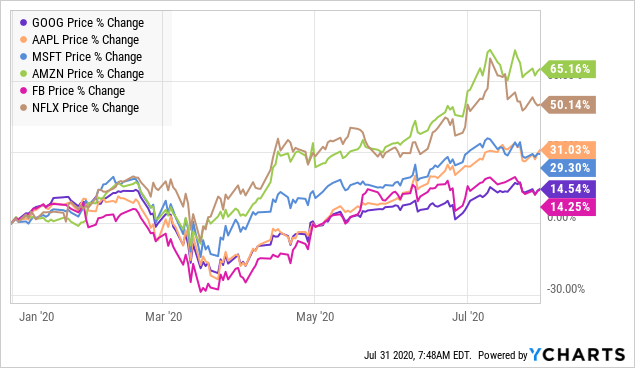 GOOG Price % Change
AAPL Price % Change
MSFT Price % Change
AMZN Price % Change
FB Price % Change
NFLX Price % Change
65.16%
50.14%
31.03%
29.30%
14.54%
14.25%
0.00%
-30.00%
Jan '20
Mar '20
May '20
Jul '20
Jul 31 2020, 7:48AM EDT. Powered by YCHARTS